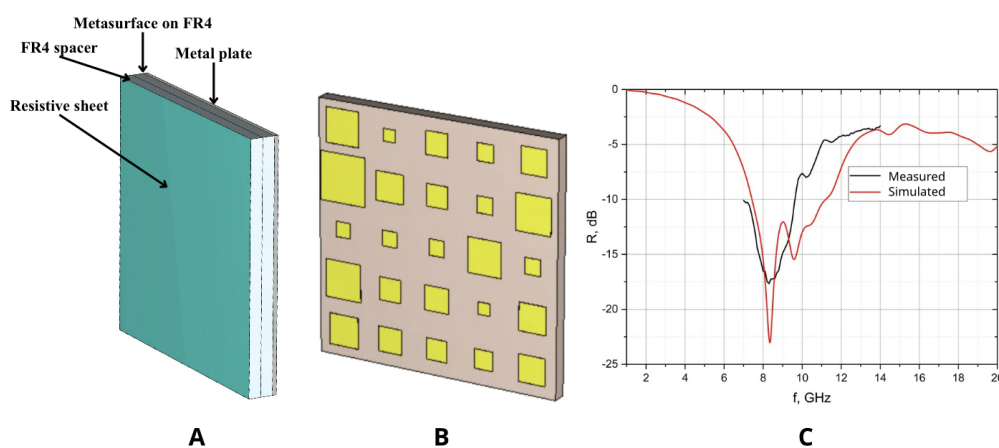 Metasurface on FR4
FR4 spacer
Metal plate
Resistive sheet
A
B
0
-5
-10
-15
-20
-25
R, dB
Measured
Simulated
2 4 6 8 10 12 14 16 18 20
f, GHz
C